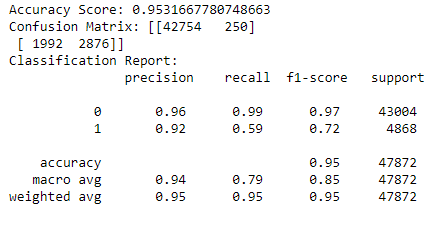 Accuracy Score: 0.9531667780748663
Confusion Matrix: [[42754   250]
 [ 1992  2876]]
Classification Report:
              precision    recall  f1-score   support
           0       0.96      0.99      0.97     43004
           1       0.92      0.59      0.72      4868
    accuracy                           0.95     47872
   macro avg       0.94      0.79      0.85     47872
weighted avg       0.95      0.95      0.95     47872